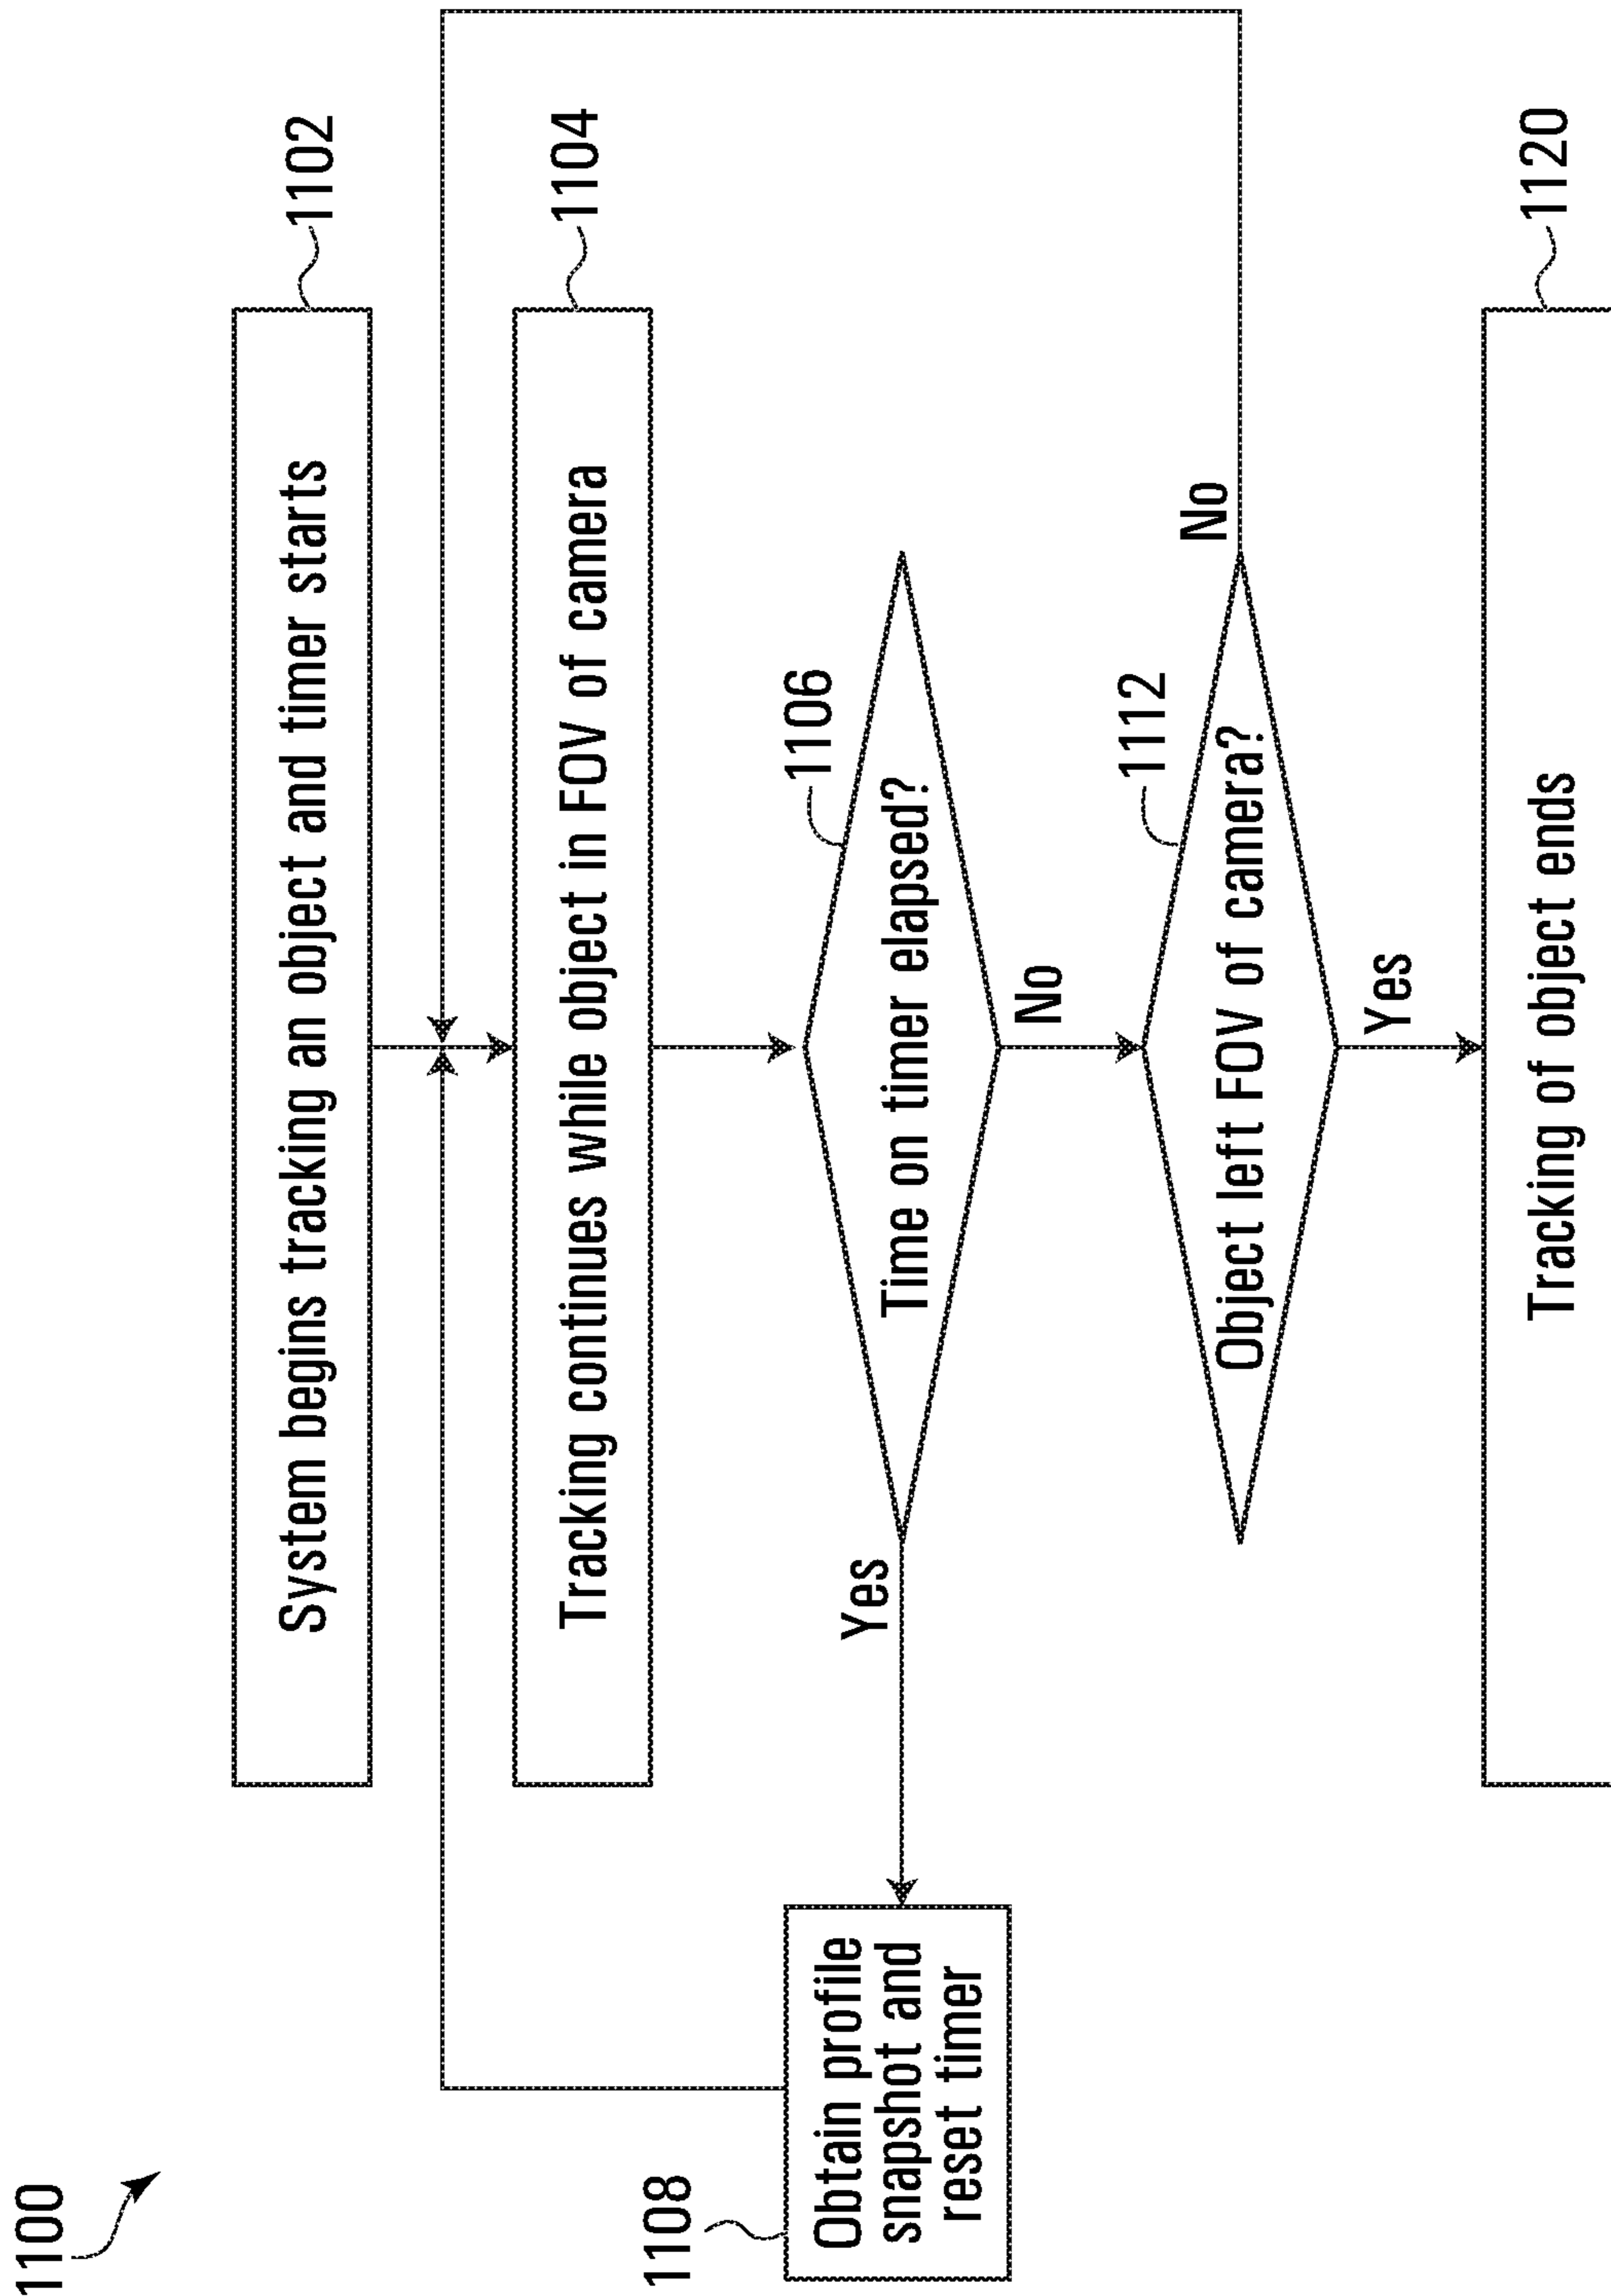 1100
System begins tracking an object and timer starts
1102
Tracking continues while object in FOV of camera
1104
1106
Time on timer elapsed?
Yes
No
1108
Obtain profile
snapshot and
reset timer
1112
Object left FOV of camera?
No
Yes
1120
Tracking of object ends